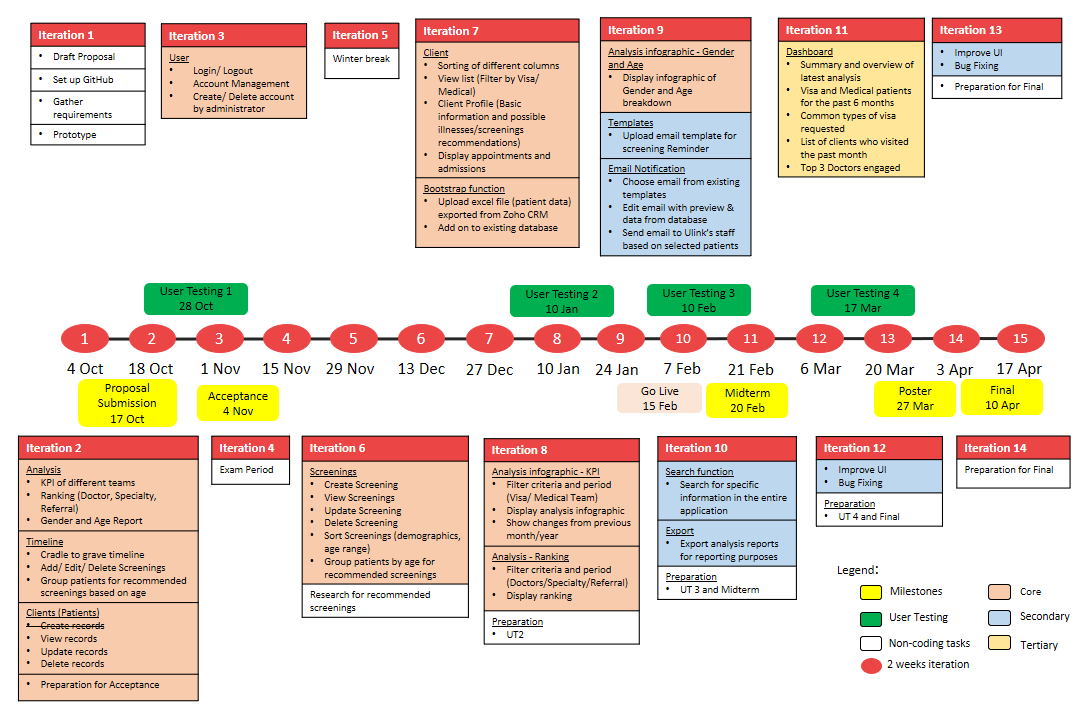 Iteration 1
• Draft Proposal
• Set up GitHub
• Gather
requirements
• Prototype
Iteration 3
User
• Login/ Logout
• Account Management
• Create/ Delete account
by administrator
Iteration 5
Winter break
Iteration 7
Client
• Sorting of different columns
• View list (Filter by Visa/
Medical)
• Client Profile (Basic
information and possible
illnesses/screenings
recommendations)
• Display appointments and
admissions
Bootstrap function
• Upload excel file (patient data)
exported from Zoho CRM
• Add on to existing database
Iteration 9
Analysis infographic - Gender
and Age
• Display infographic of
Gender and Age
breakdown
Templates
• Upload email template for
screening Reminder
Email Notification
• Choose email from existing
templates
• Edit email with preview &
data from database
• Send email to Ulink's staff
based on selected patients
Iteration 11
Dashboard
• Summary and overview of
latest analysis
• Visa and Medical patients
for the past 6 months
• Common types of visa
requested
• List of clients who visited
the past month
• Top 3 Doctors engaged
Iteration 13
• Improve UI
• Bug Fixing
• Preparation for Final
User Testing 1
28 Oct
User Testing 2
10 Jan
User Testing 3
10 Feb
User Testing 4
17 Mar
1 2 3 4 5 6 7 8 9 10 11 12 13 14 15
4 Oct 18 Oct 1 Nov 15 Nov 29 Nov 13 Dec 27 Dec 10 Jan 24 Jan 7 Feb 21 Feb 6 Mar 20 Mar 3 Apr 17 Apr
Proposal
Submission
17 Oct
Acceptance
4 Nov
Go Live
15 Feb
Midterm
20 Feb
Poster
27 Mar
Final
10 Apr
Iteration 2
Analysis
• KPI of different teams
• Ranking (Doctor, Specialty,
Referral)
• Gender and Age Report
Timeline
• Cradle to grave timeline
• Add/ Edit/ Delete Screenings
• Group patients for recommended
screenings based on age
Clients (Patients)
• Create records
• View records
• Update records
• Delete records
• Preparation for Acceptance
Iteration 4
Exam Period
Iteration 6
Screenings
• Create Screening
• View Screenings
• Update Screening
• Delete Screening
• Sort Screenings (demographics,
age range)
• Group patients by age for
recommended screenings
Research for recommended
screenings
Iteration 8
Analysis infographic - KPI
• Filter criteria and period
(Visa/ Medical Team)
• Display analysis infographic
• Show changes from previous
month/year
Analysis - Ranking
• Filter criteria and period
(Doctors/Specialty/Referral)
• Display ranking
Preparation
• UT2
Iteration 10
Search function
• Search for specific
information in the entire
application
Export
• Export analysis reports
for reporting purposes
Preparation
• UT 3 and Midterm
Iteration 12
• Improve UI
• Bug Fixing
Preparation
• UT 4 and Final
Iteration 14
Preparation for Final
Legend:
Milestones
User Testing
Non-coding tasks
2 weeks iteration
Core
Secondary
Tertiary